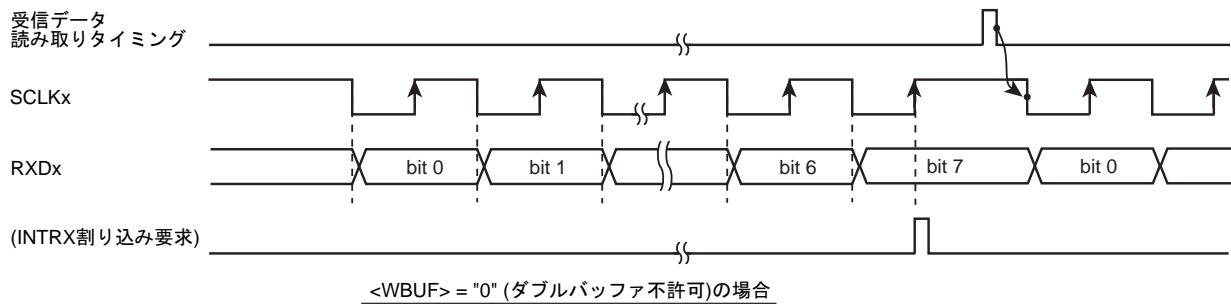 受信データ
読み取りタイミング
SCLKx
RXDx
bit 0
bit 1
bit 6
bit 7
bit 0
(INTRX割り込み要求)
<WBUF> = "0" (ダブルバッファ不許可)の場合